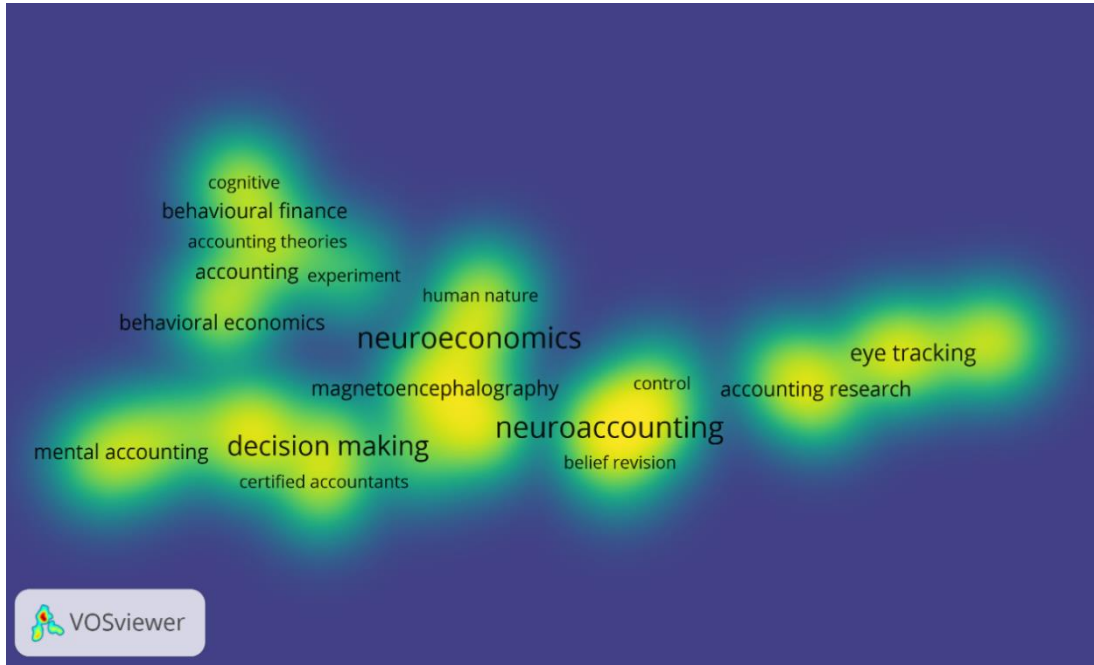 cognitive
behavioural finance
accounting theories
accounting experiment
human nature
behavioral economics
neuroeconomics
eye tracking
magnetoencephalography
control
accounting research
neuroaccounting
mental accounting
decision making
belief revision
certified accountants
VOSviewer